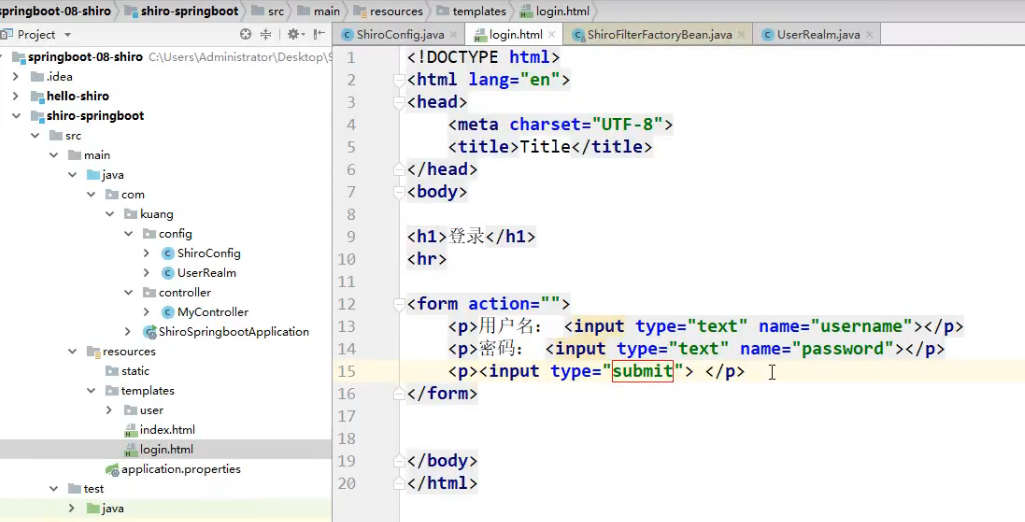 springboot-08-shiro shiro-springboot src main resources templates login.html
Project
ShiroConfig.java login.html ShiroFilterFactoryBean.java UserRealm.java
springboot-08-shiro C:\Users\Administrator\Desktop\S
.idea
hello-shiro
shiro-springboot
src
main
java
com
kuang
config
ShiroConfig
UserRealm
controller
MyController
ShiroSpringbootApplication
resources
static
templates
user
index.html
login.html
application.properties
test
java
1 <!DOCTYPE html>
2 <html lang="en">
3 <head>
4 <meta charset="UTF-8">
5 <title>Title</title>
6 </head>
7 <body>
8
9 <h1>登录</h1>
10 <hr>
11
12 <form action="">
13 <p>用户名： <input type="text" name="username"></p>
14 <p>密码： <input type="text" name="password"></p>
15 <p><input type="submit"> </p>
16 </form>
17
18
19 </body>
20 </html>